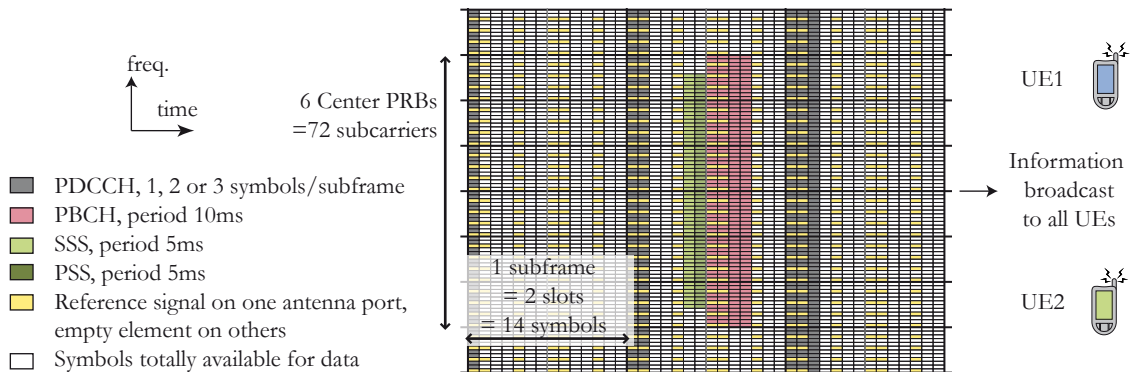 freq.
time
6 Center PRBs
=72 subcarriers
PDCCH, 1, 2 or 3 symbols/subframe
PBCH, period 10ms
SSS, period 5ms
PSS, period 5ms
Reference signal on one antenna port,
empty element on others
Symbols totally available for data
1 subframe
= 2 slots
= 14 symbols
UE1
Information
broadcast
to all UEs
UE2